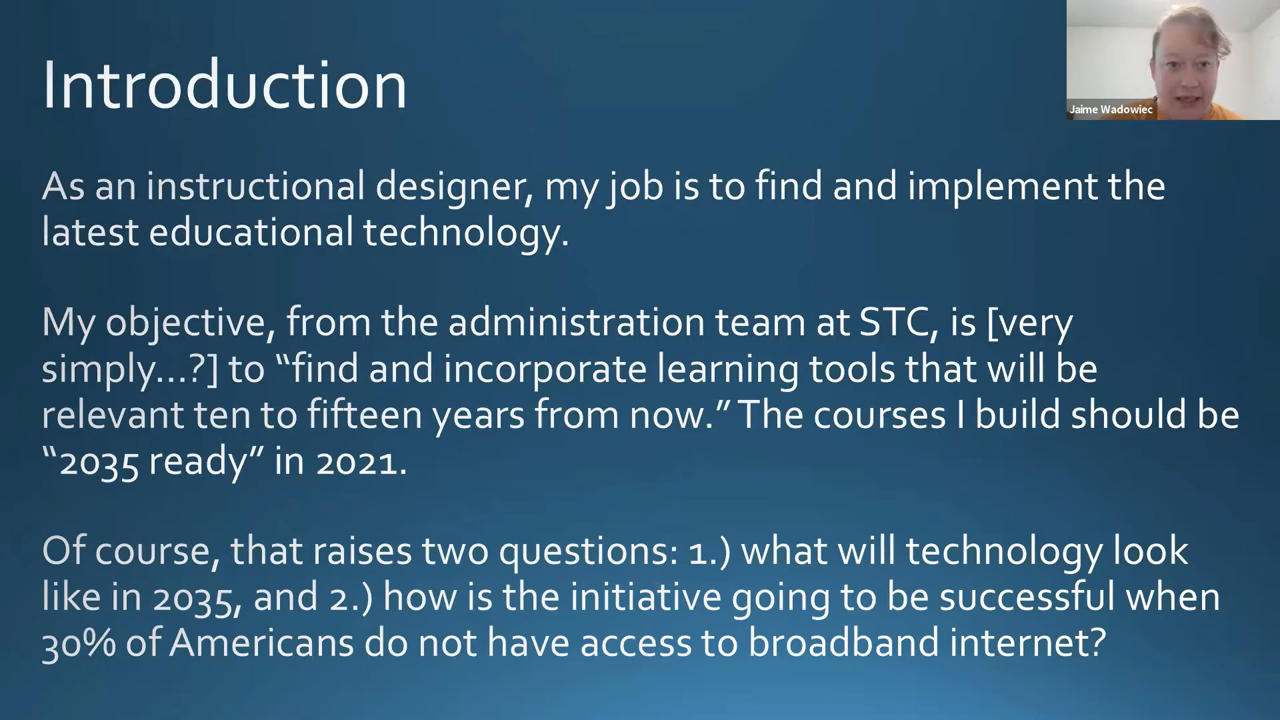 Introduction
Jaime Wadowiec
As an instructional designer, my job is to find and implement the
latest educational technology.
My objective, from the administration team at STC, is [very
simply...?] to “find and incorporate learning tools that will be
relevant ten to fifteen years from now.” The courses I build should be
“2035 ready” in 2021.
Of course, that raises two questions: 1.) what will technology look
like in 2035, and 2.) how is the initiative going to be successful when
30% of Americans do not have access to broadband internet?